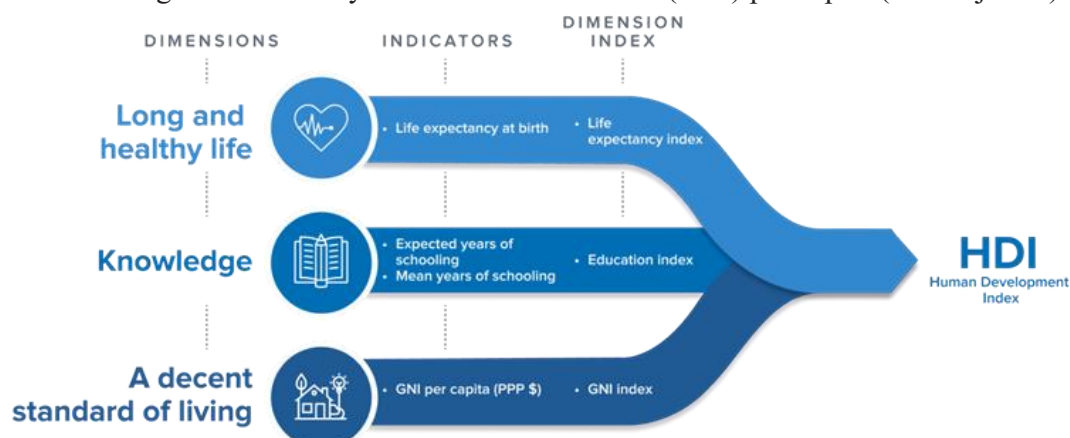 per capita
DIMENSIONS
INDICATORS
DIMENSION
INDEX
Long and
healthy life
• Life expectancy at birth
• Life
expectancy index
Knowledge
• Expected years of
schooling
• Mean years of schooling
• Education index
HDI
Human Development
Index
A decent
standard of living
• GNI per capita (PPP $)
• GNI index